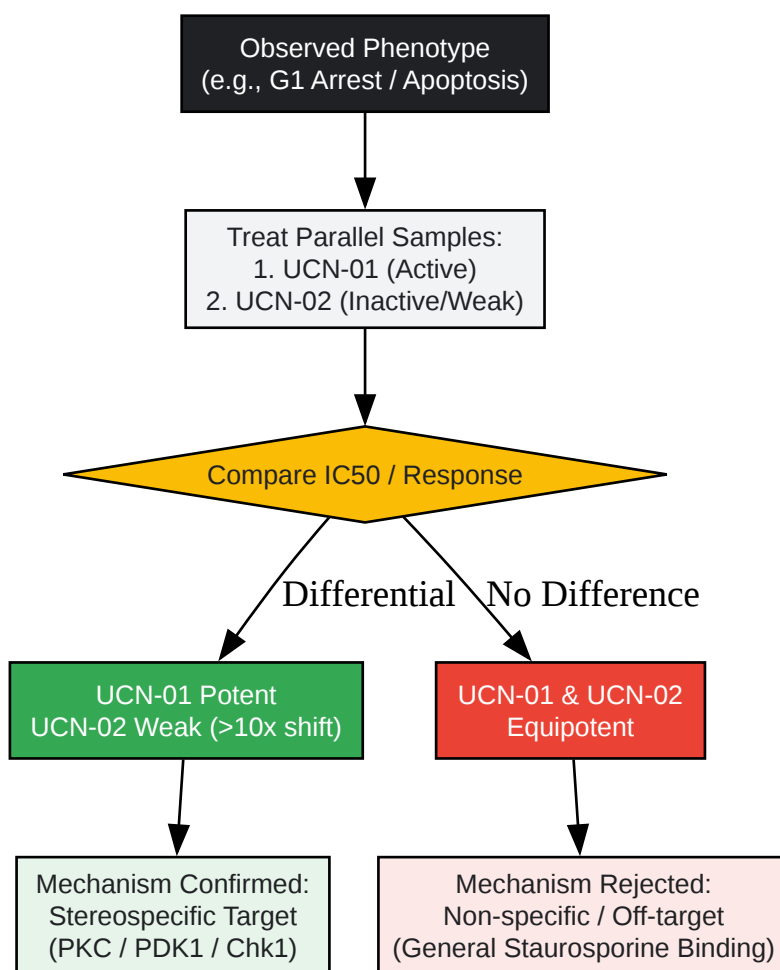 Observed Phenotype
(e.g., G1 Arrest / Apoptosis)
Treat Parallel Samples:
1. UCN-01 (Active)
2. UCN-02 (Inactive/Weak)
Compare IC50 / Response
Differential
No Difference
UCN-01 Potent
UCN-02 Weak (>10x shift)
UCN-01 & UCN-02
Equipotent
Mechanism Confirmed:
Stereospecific Target
(PKC / PDK1 / Chk1)
Mechanism Rejected:
Non-specific / Off-target
(General Staurosporine Binding)